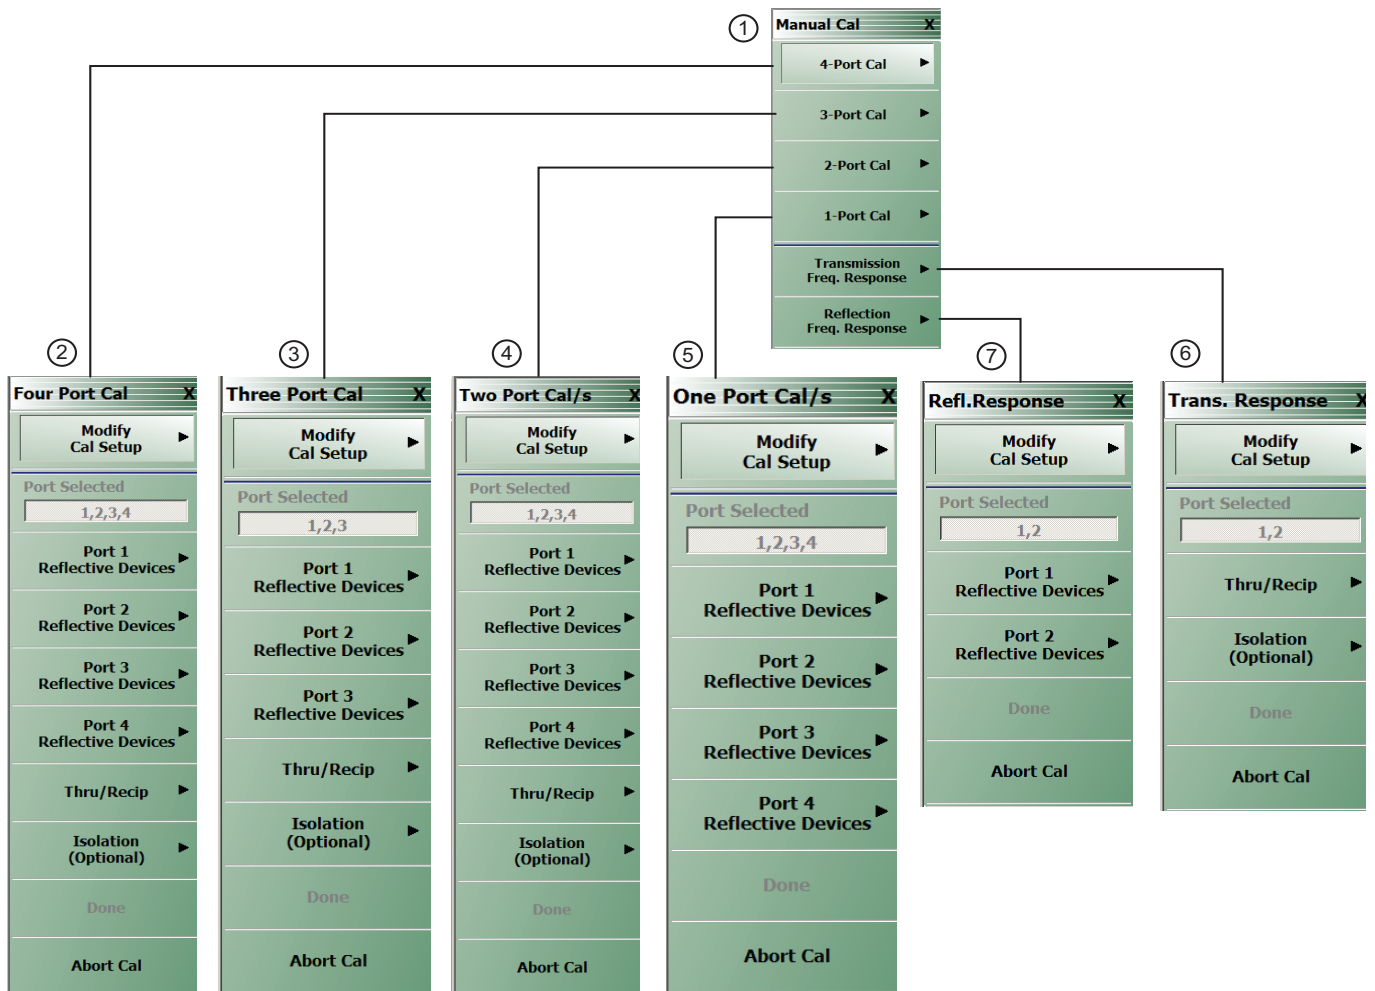 1
Manual Cal X
4-Port Cal
3-Port Cal
2-Port Cal
1-Port Cal
Transmission
Freq. Response
Reflection
Freq. Response
2
Four Port Cal X
Modify
Cal Setup
Port Selected
1,2,3,4
Port 1
Reflective Devices
Port 2
Reflective Devices
Port 3
Reflective Devices
Port 4
Reflective Devices
Thru/Recip
Isolation
(Optional)
Done
Abort Cal
3
Three Port Cal X
Modify
Cal Setup
Port Selected
1,2,3
Port 1
Reflective Devices
Port 2
Reflective Devices
Port 3
Reflective Devices
Thru/Recip
Isolation
(Optional)
Done
Abort Cal
4
Two Port Cal/s X
Modify
Cal Setup
Port Selected
1,2,3,4
Port 1
Reflective Devices
Port 2
Reflective Devices
Port 3
Reflective Devices
Port 4
Reflective Devices
Thru/Recip
Isolation
(Optional)
Done
Abort Cal
5
One Port Cal/s X
Modify
Cal Setup
Port Selected
1,2,3,4
Port 1
Reflective Devices
Port 2
Reflective Devices
Port 3
Reflective Devices
Port 4
Reflective Devices
Done
Abort Cal
7
Refl.Response X
Modify
Cal Setup
Port Selected
1,2
Port 1
Reflective Devices
Port 2
Reflective Devices
Done
Abort Cal
6
Trans. Response X
Modify
Cal Setup
Port Selected
1,2
Thru/Recip
Isolation
(Optional)
Done
Abort Cal